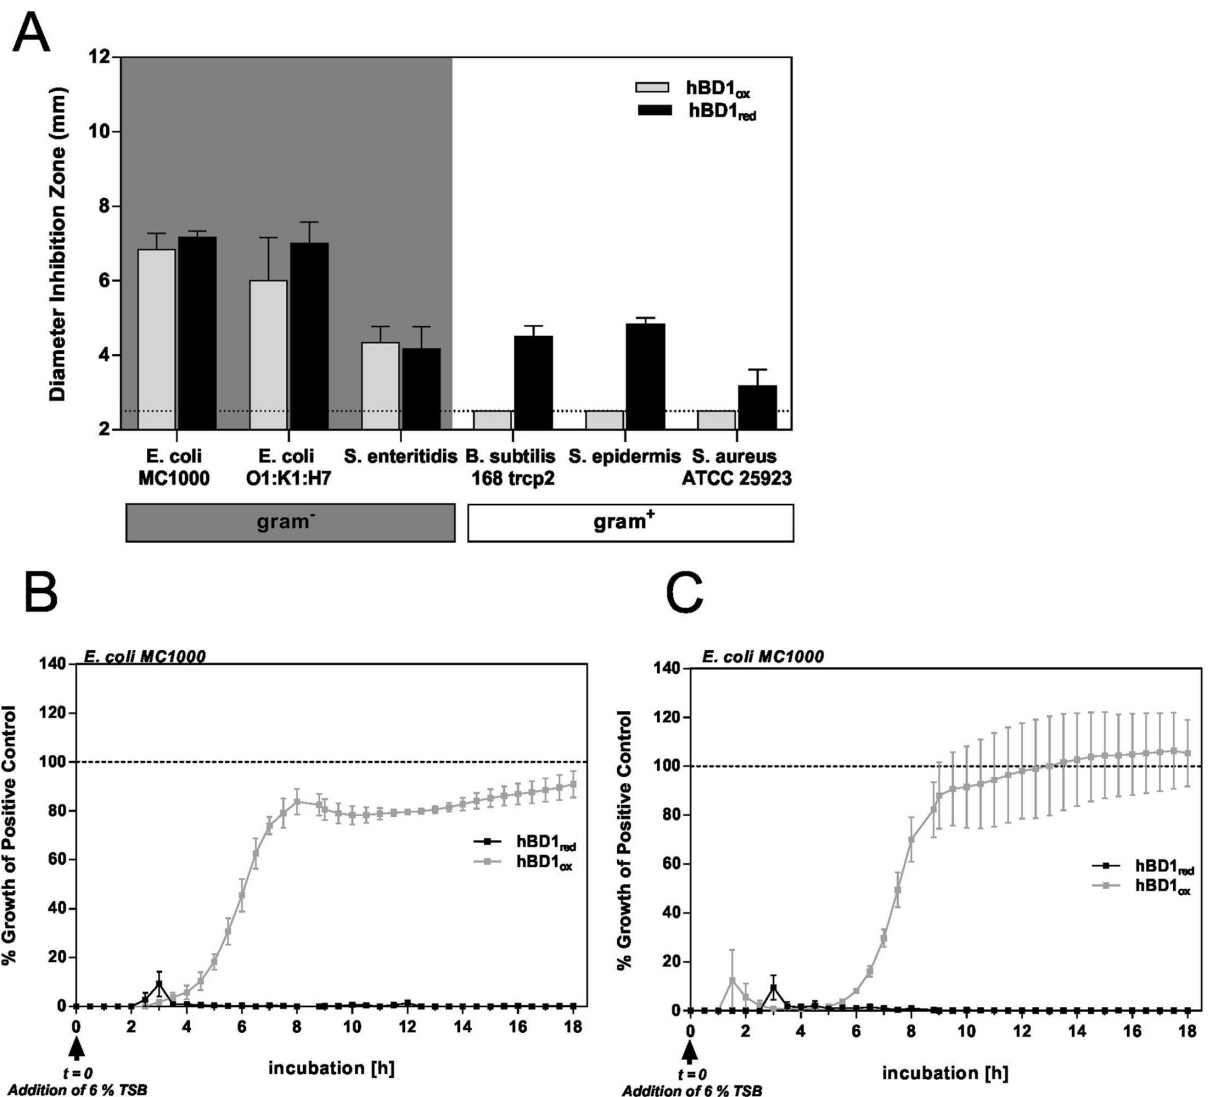 A
12
10
8
6
4
2
Diameter Inhibition Zone (mm)
hBD1ox
hBD1red
E. coli MC1000
E. coli O1:K1:H7
S. enteritidis
B. subtilis 168 trcp2
S. epidermis
S. aureus ATCC 25923
gram-
gram+
B
E. coli MC1000
140
120
100
80
60
40
20
0
% Growth of Positive Control
hBD1red
hBD1ox
0 2 4 6 8 10 12 14 16 18
incubation [h]
t = 0
Addition of 6 % TSB
C
E. coli MC1000
140
120
100
80
60
40
20
0
% Growth of Positive Control
hBD1red
hBD1ox
0 2 4 6 8 10 12 14 16 18
incubation [h]
t = 0
Addition of 6 % TSB